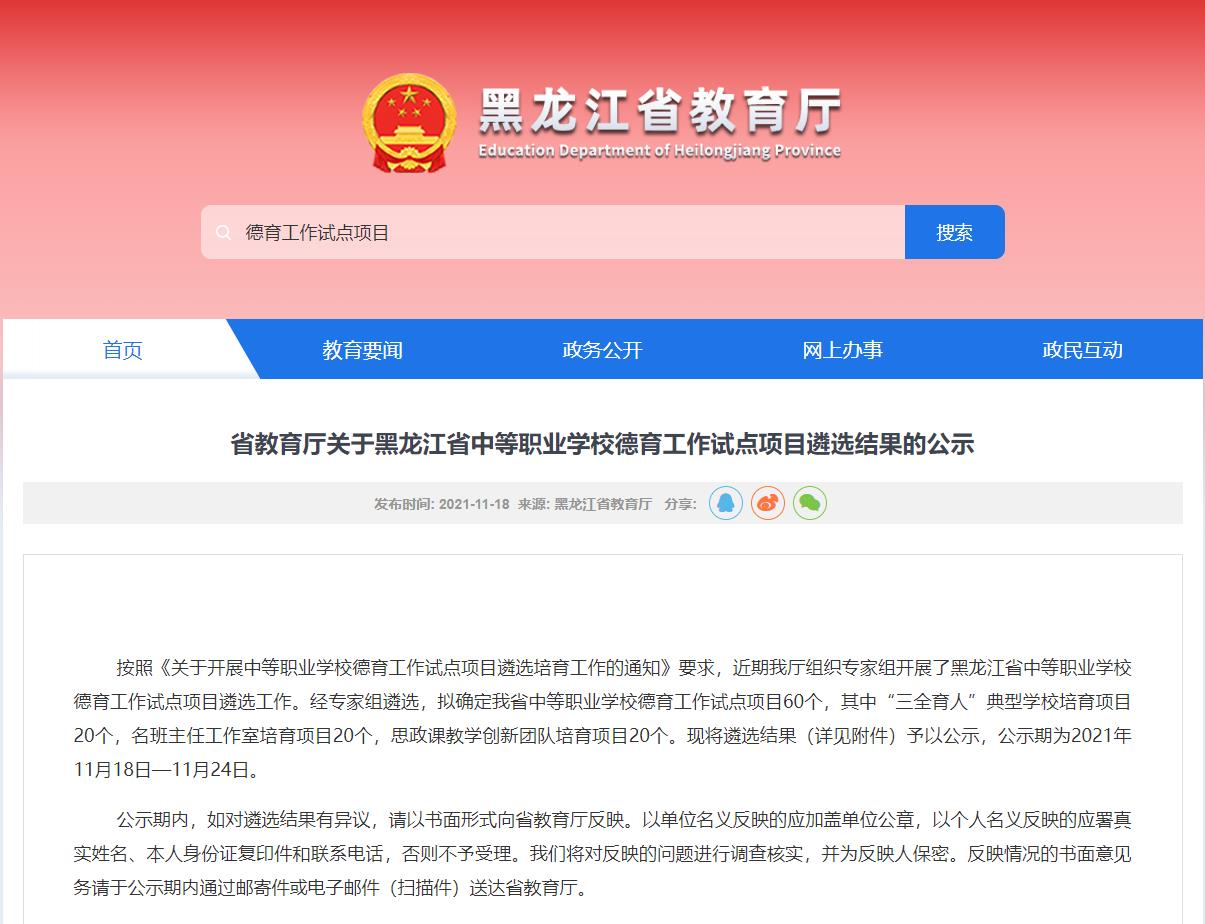 黑龙江省教育厅
Education Department of Heilongjiang Province
德育工作试点项目
搜索
首页
教育要闻
政务公开
网上办事
政民互动
省教育厅关于黑龙江省中等职业学校德育工作试点项目遴选结果的公示
发布时间: 2021-11-18 来源: 黑龙江省教育厅 分享:
按照《关于开展中等职业学校德育工作试点项目遴选培育工作的通知》要求，近期我厅组织专家组开展了黑龙江省中等职业学校
德育工作试点项目遴选工作。经专家组遴选，拟确定我省中等职业学校德育工作试点项目60个，其中“三全育人”典型学校培育项目
20个，名班主任工作室培育项目20个，思政课教学创新团队培育项目20个。现将遴选结果（详见附件）予以公示，公示期为2021年
11月18日—11月24日。
公示期内，如对遴选结果有异议，请以书面形式向省教育厅反映。以单位名义反映的应加盖单位公章，以个人名义反映的应署真
实姓名、本人身份证复印件和联系电话，否则不予受理。我们将对反映的问题进行调查核实，并为反映人保密。反映情况的书面意见
务请于公示期内通过邮寄件或电子邮件（扫描件）送达省教育厅。